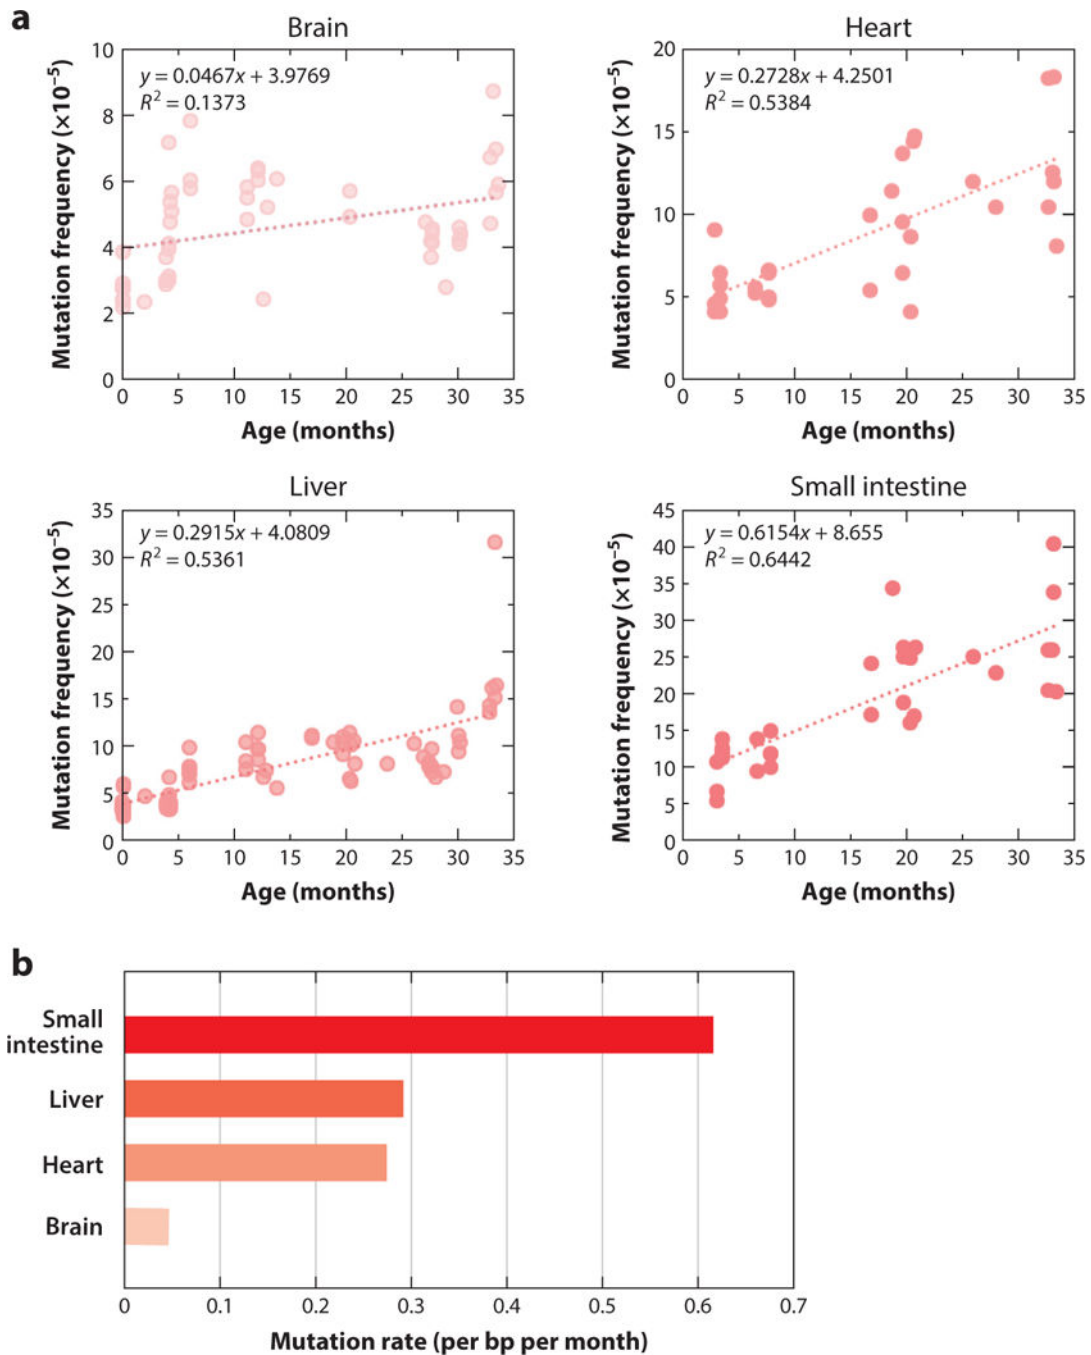 a
Brain
y = 0.0467x + 3.9769
R² = 0.1373
Mutation frequency (×10⁻⁵)
10
8
6
4
2
0
0 5 10 15 20 25 30 35
Age (months)
Heart
y = 0.2728x + 4.2501
R² = 0.5384
Mutation frequency (×10⁻⁵)
20
15
10
5
0
0 5 10 15 20 25 30 35
Age (months)
Liver
y = 0.2915x + 4.0809
R² = 0.5361
Mutation frequency (×10⁻⁵)
35
30
25
20
15
10
5
0
0 5 10 15 20 25 30 35
Age (months)
Small intestine
y = 0.6154x + 8.655
R² = 0.6442
Mutation frequency (×10⁻⁵)
45
40
35
30
25
20
15
10
5
0
0 5 10 15 20 25 30 35
Age (months)
b
Small
intestine
Liver
Heart
Brain
0 0.1 0.2 0.3 0.4 0.5 0.6 0.7
Mutation rate (per bp per month)